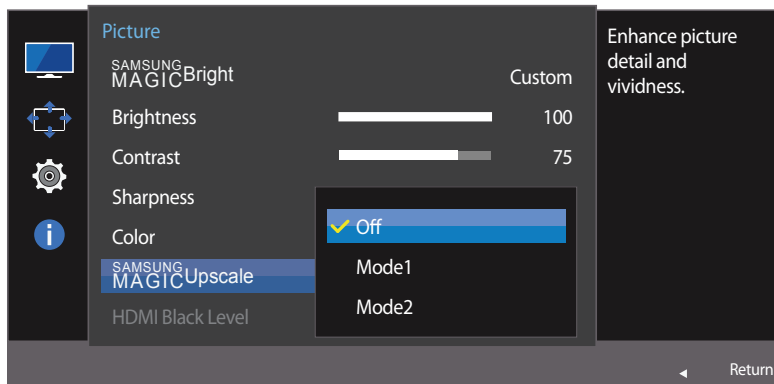 Picture
SAMSUNG
MAGICBright Custom
Brightness 100
Contrast 75
Sharpness
Color
SAMSUNG
MAGICUpscale
HDMI Black Level
Off
Mode1
Mode2
Enhance picture
detail and
vividness.
Return